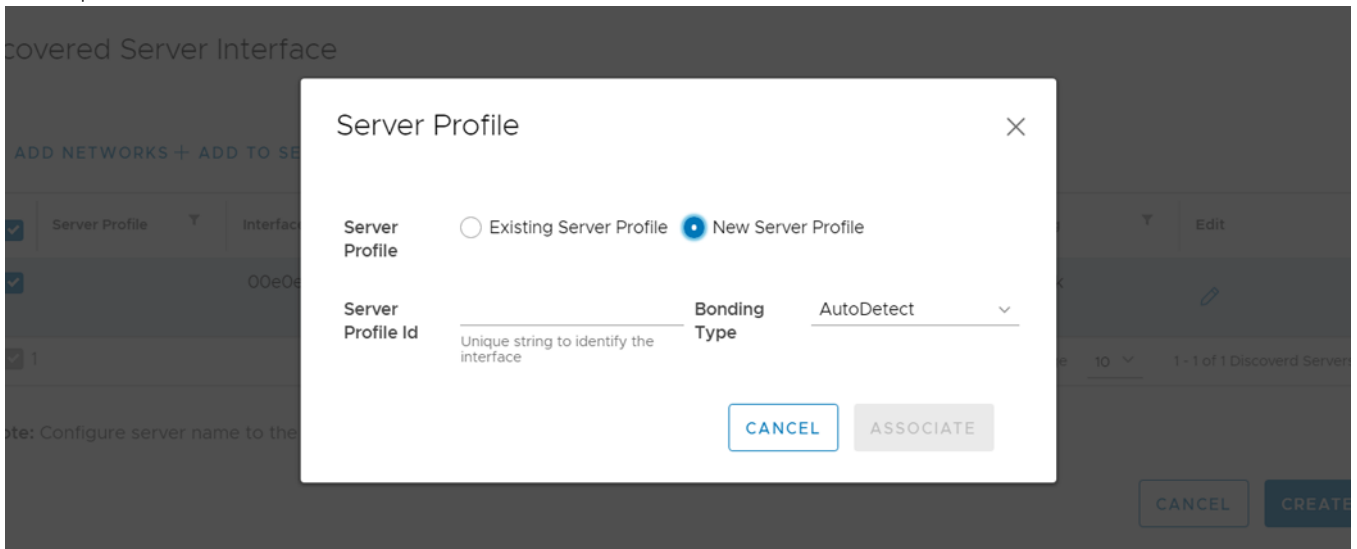 covered Server Interface
Server Profile
ADD NETWORKS + ADD TO SE
Server Profile Interface Edit
Server Profile
Existing Server Profile New Server Profile
00e0e
Server Profile Id
Bonding Type
AutoDetect
Unique string to identify the
interface
1
10 1 - 1 of 1 Discoverd Servers
CANCEL ASSOCIATE
ote: Configure server name to the
CANCEL CREATE